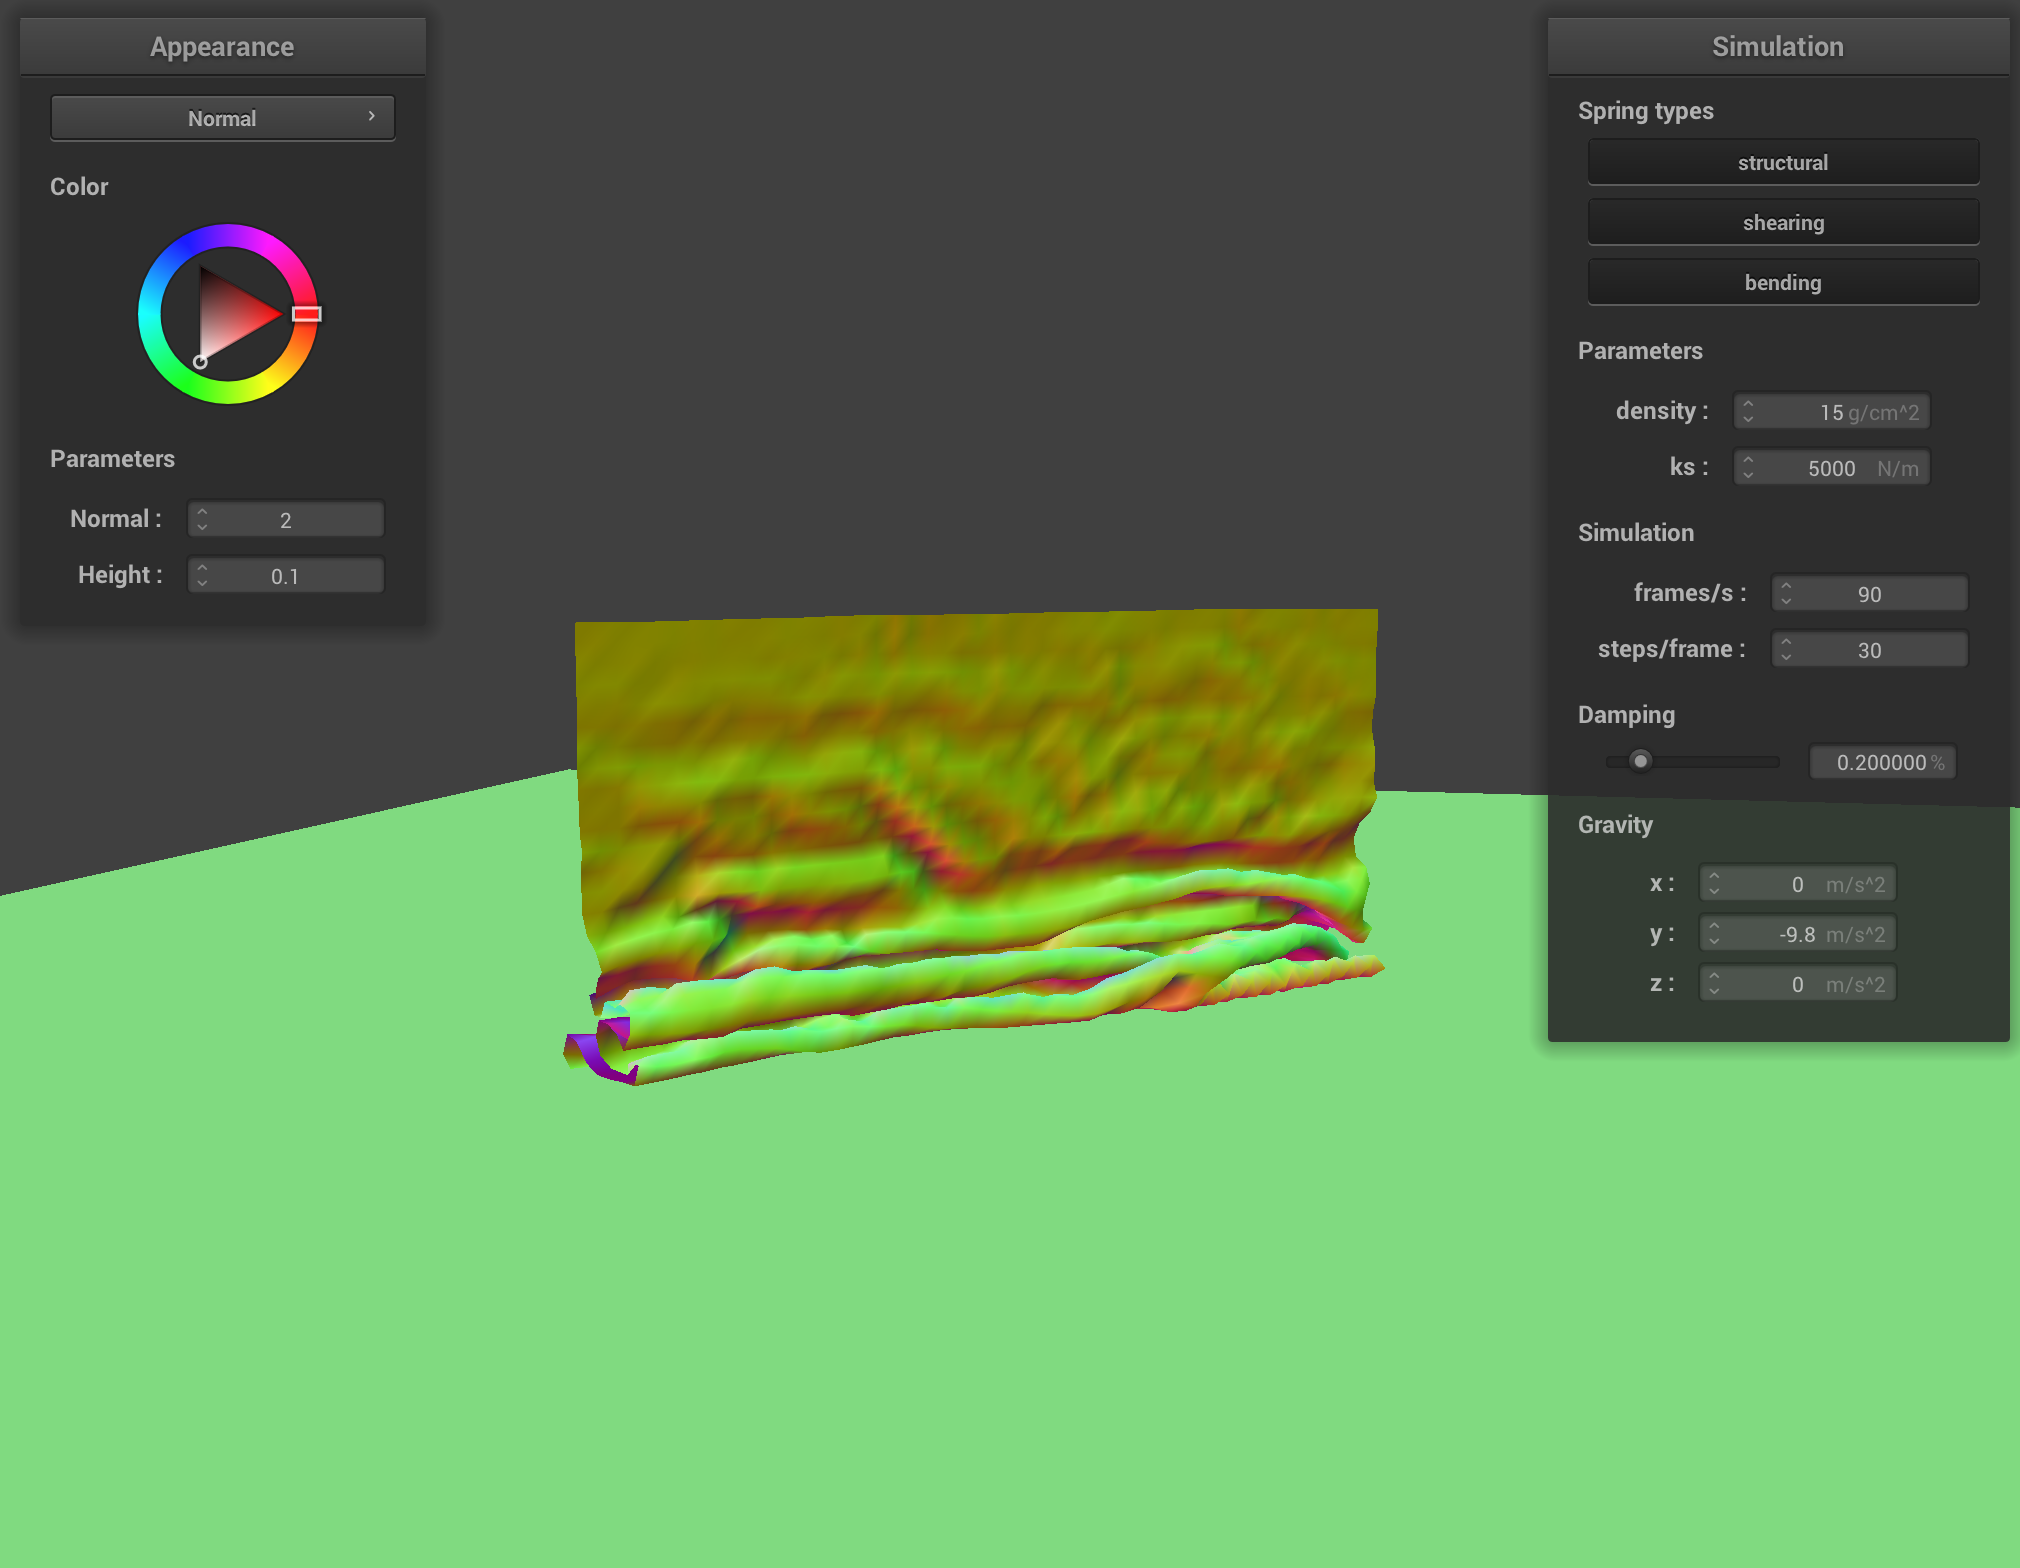 Appearance
Normal
Color
Parameters
Normal : 2
Height : 0.1
Simulation
Spring types
structural
shearing
bending
Parameters
density : 15 g/cm^2
ks : 5000 N/m
Simulation
frames/s : 90
steps/frame : 30
Damping
0.200000 %
Gravity
x : 0 m/s^2
y : -9.8 m/s^2
z : 0 m/s^2